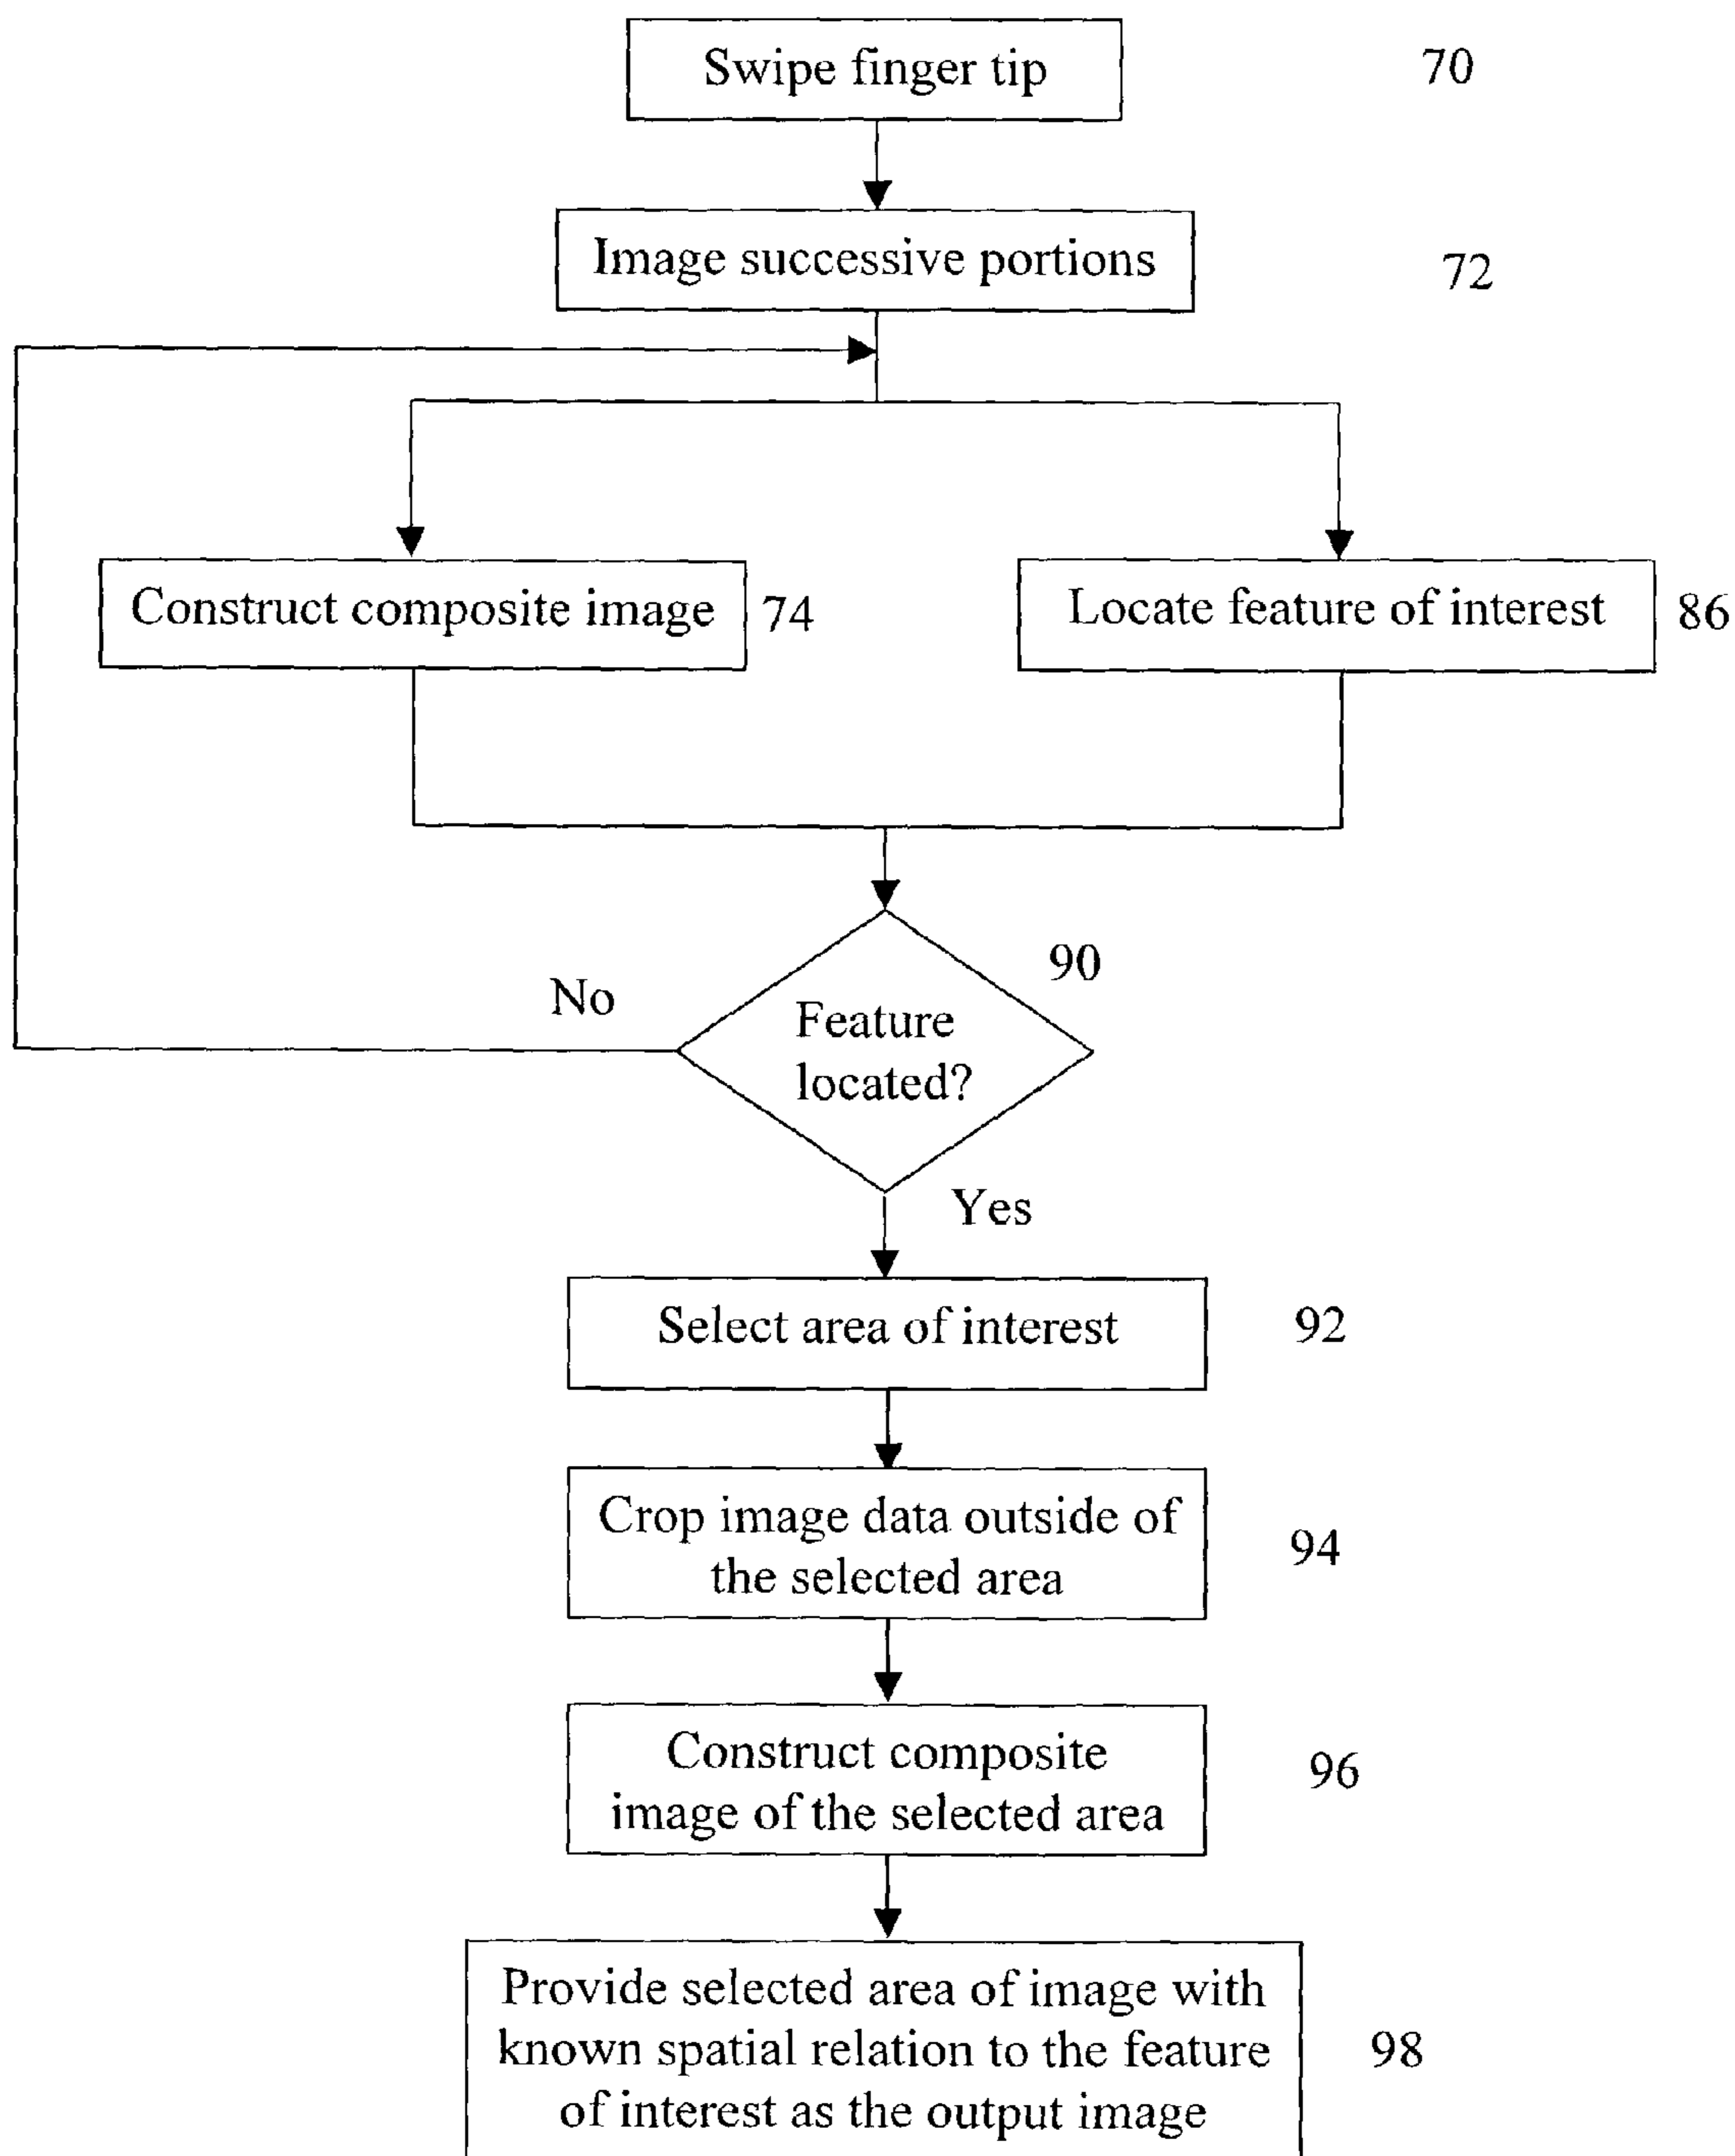 Swipe finger tip
70
Image successive portions
72
Construct composite image
74
Locate feature of interest
86
90
No
Feature
located?
Yes
Select area of interest
92
Crop image data outside of
the selected area
94
Construct composite
image of the selected area
96
Provide selected area of image with
known spatial relation to the feature
of interest as the output image
98